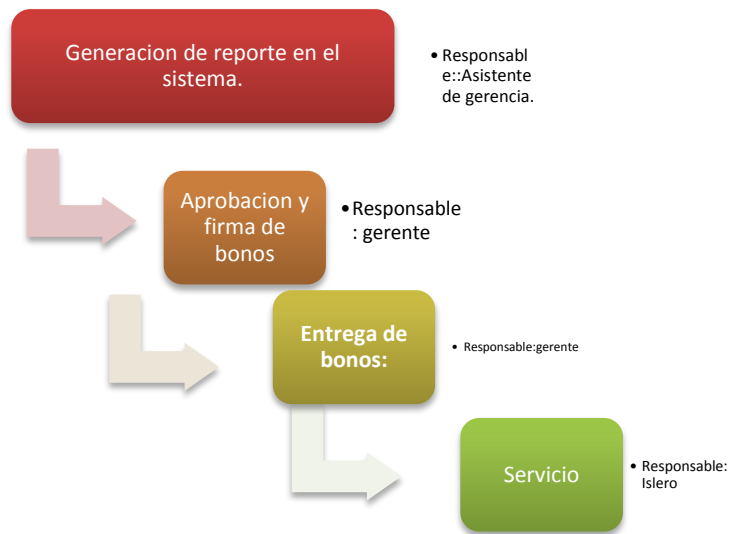 Generacion de reporte en el
sistema.
• Responsabl
e::Asistente
de gerencia.
Aprobacion y
firma de
bonos
• Responsable
: gerente
Entrega de
bonos:
• Responsable:gerente
Servicio
• Responsable:
Islero